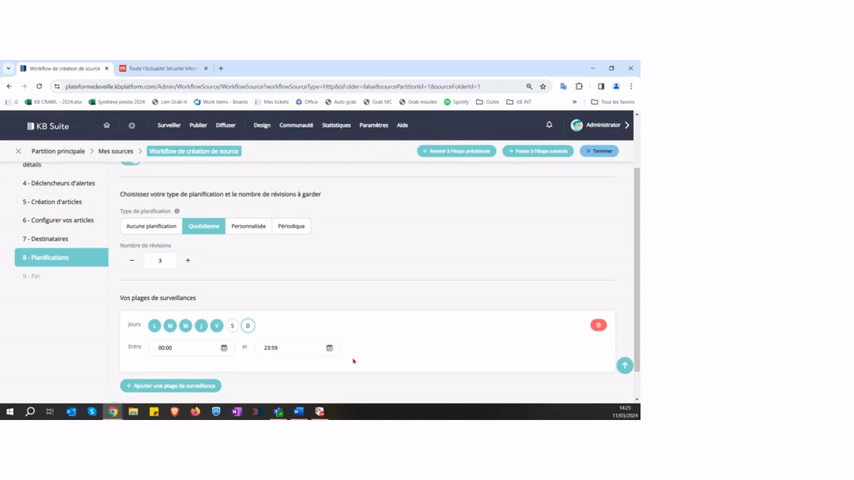 Workflow de création de source
Toute l'Actualité Sécurité Infor
plateformedeveille.kbplatform.com/Admin/WorkflowSource/WorkflowSource?workflowSourceType=Http&isFolder=false&sourcePartitionId=1&sourceFolderId=1
KB CRAWL - 2024.xlsx
Synthèse presta 2024
Lien Grab-it
Work items - Boards
Mes tickets
Office
Auto grab
Grab MC
Grab missiles
Spotify
Outils
KB INT
Tous les favoris
KB Suite
Surveiller
Publier
Diffuser
Design
Communauté
Statistiques
Paramètres
Aide
Administrator
Partition principale > Mes sources > Workflow de création de source
Revenir à l'étape précédente
Passer à l'étape suivante
Terminer
détails
4 - Déclencheurs d'alertes
5 - Création d'articles
6 - Configurer vos articles
7 - Destinataires
8 - Planifications
9 - Fin
Choisissez votre type de planification et le nombre de révisions à garder
Type de planification
Aucune planification
Quotidienne
Personnalisée
Périodique
Nombre de révisions
− 3 +
Vos plages de surveillances
Jours L M M J V S D
Entre 00:00 et 23:59
+ Ajouter une plage de surveillance
14:25
11/03/2024